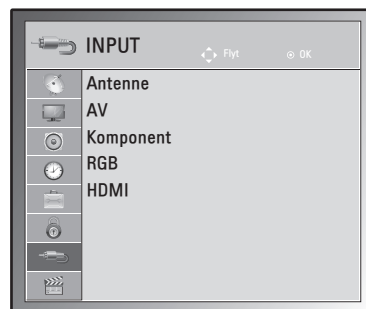 INPUT
Flyt OK
Antenne
AV
Komponent
RGB
HDMI